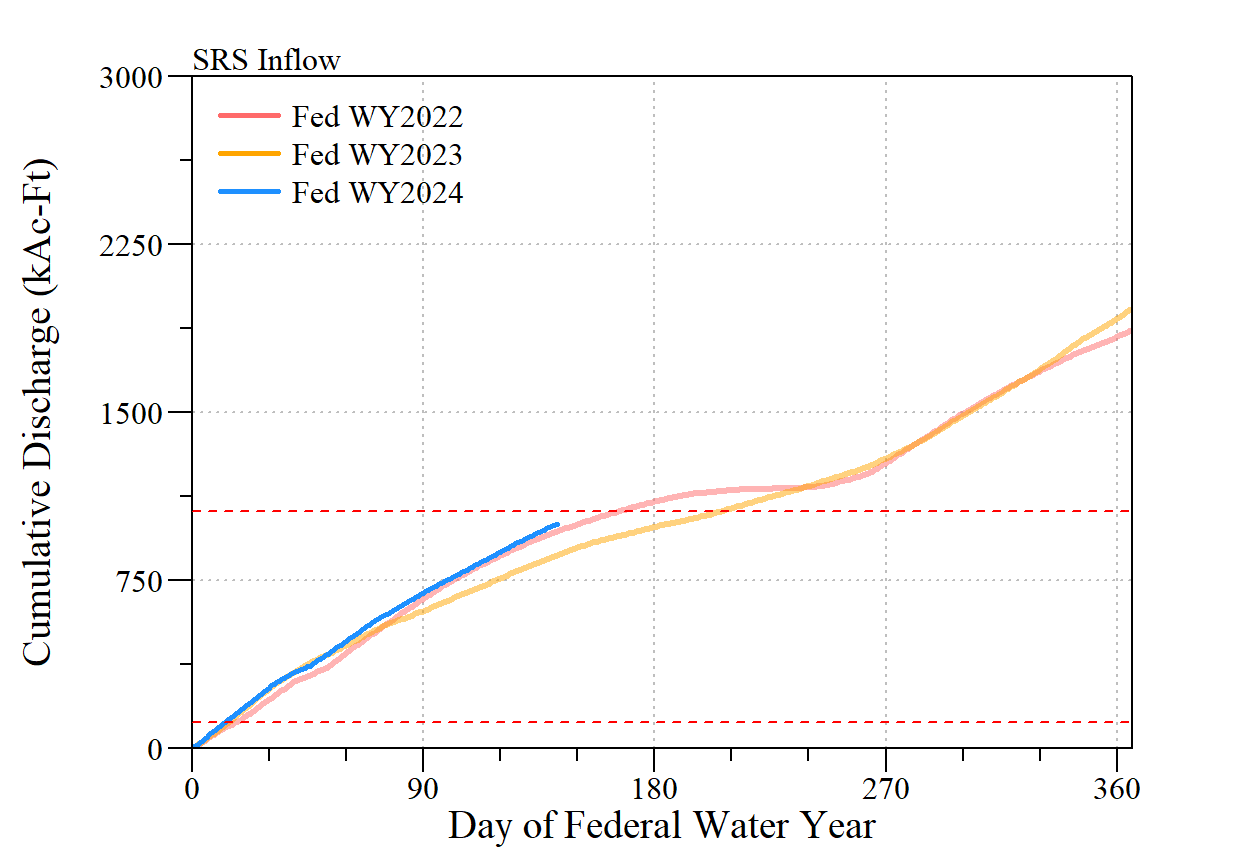 SRS Inflow
3000
Fed WY2022
Fed WY2023
Fed WY2024
2250
1500
750
0
Cumulative Discharge (kAc-Ft)
0 90 180 270 360
Day of Federal Water Year